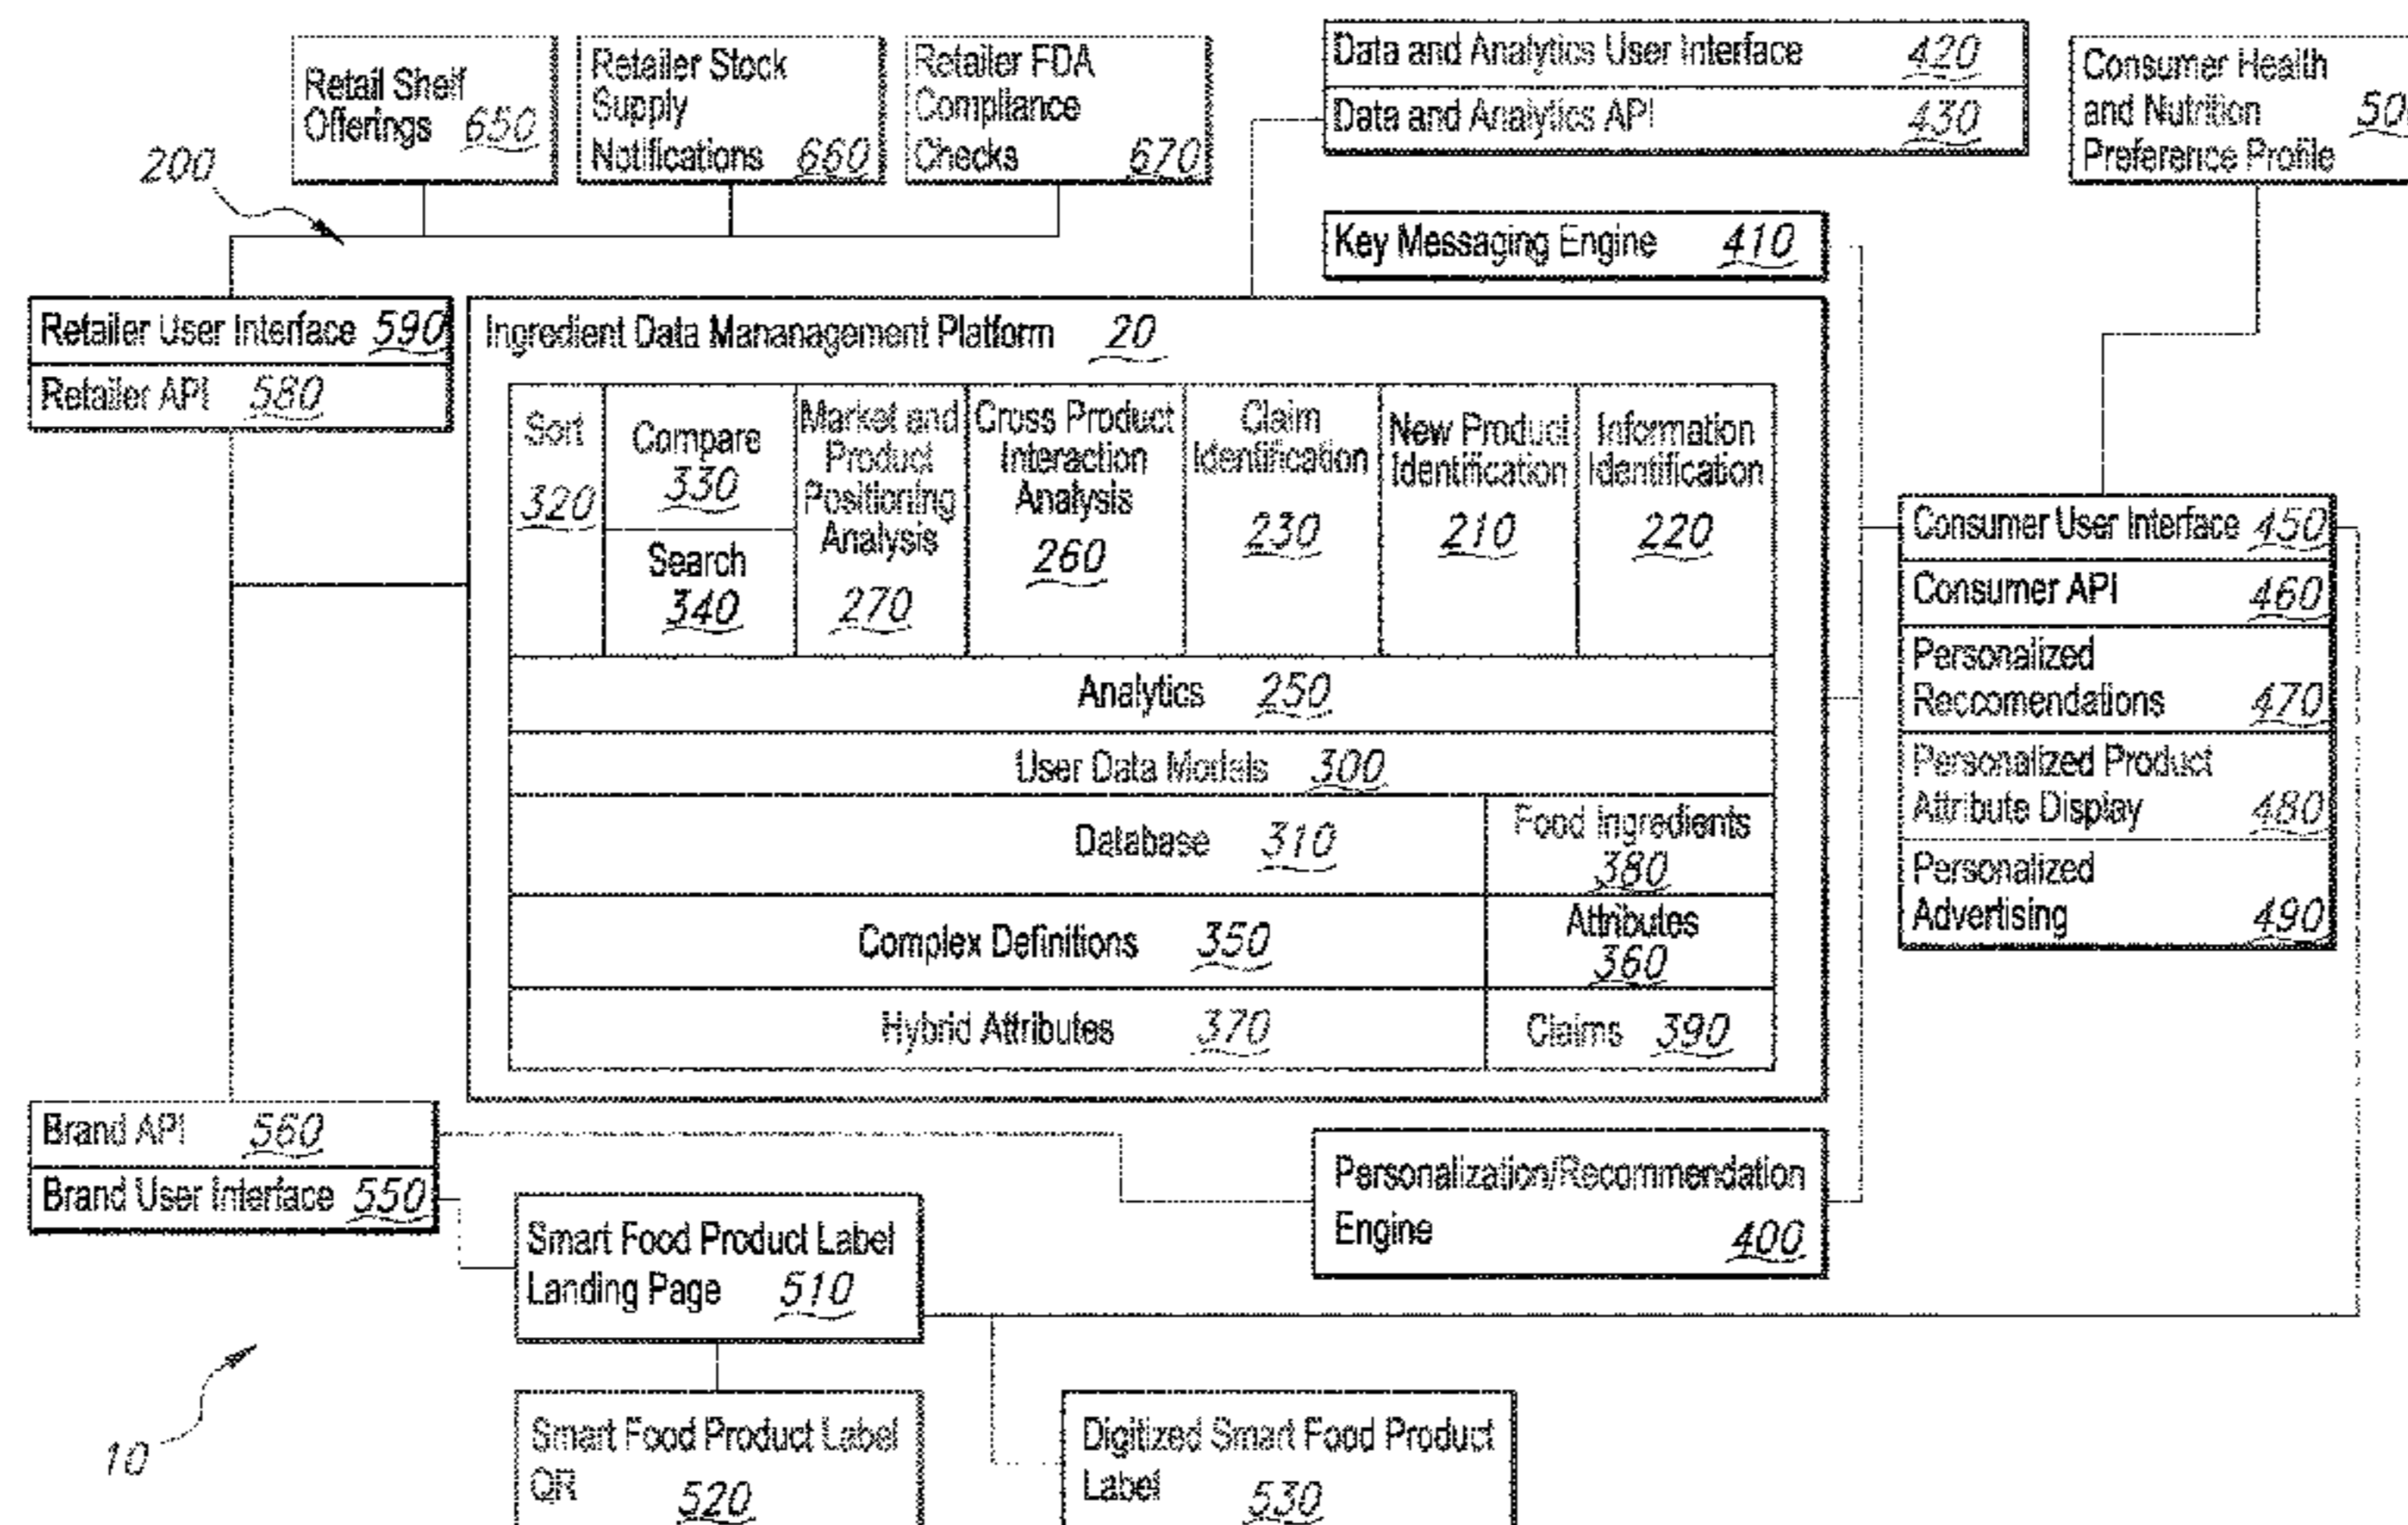 Retail Shelf
Offerings 650
Retailer Stock
Supply
Notifications 660
Retailer FDA
Compliance
Checks 670
Data and Analytics User Interface 420
Data and Analytics API 430
Consumer Health
and Nutrition
Preference Profile
200
Key Messaging Engine 410
Retailer User Interface 590
Retailer API 580
Ingredient Data Mananagement Platform 20
Sort
320
Compare
330
Search
340
Market and
Product
Positioning
Analysis
270
Cross Product
Interaction
Analysis
260
Claim
Identification
230
New Product
Identification
210
Information
Identification
220
Analytics 250
User Data Models 300
Database 310
Food Ingredients
380
Complex Definitions 350
Attributes
360
Hybrid Attributes 370
Claims 390
Consumer User Interface 450
Consumer API 460
Personalized
Reccomendations 470
Personalized Product
Attribute Display 480
Personalized
Advertising 490
Brand API 560
Brand User Interface 550
Personalization/Recommendation
Engine 400
Smart Food Product Label
Landing Page 510
10
Smart Food Product Label
QR
520
Digitized Smart Food Product
Label
530